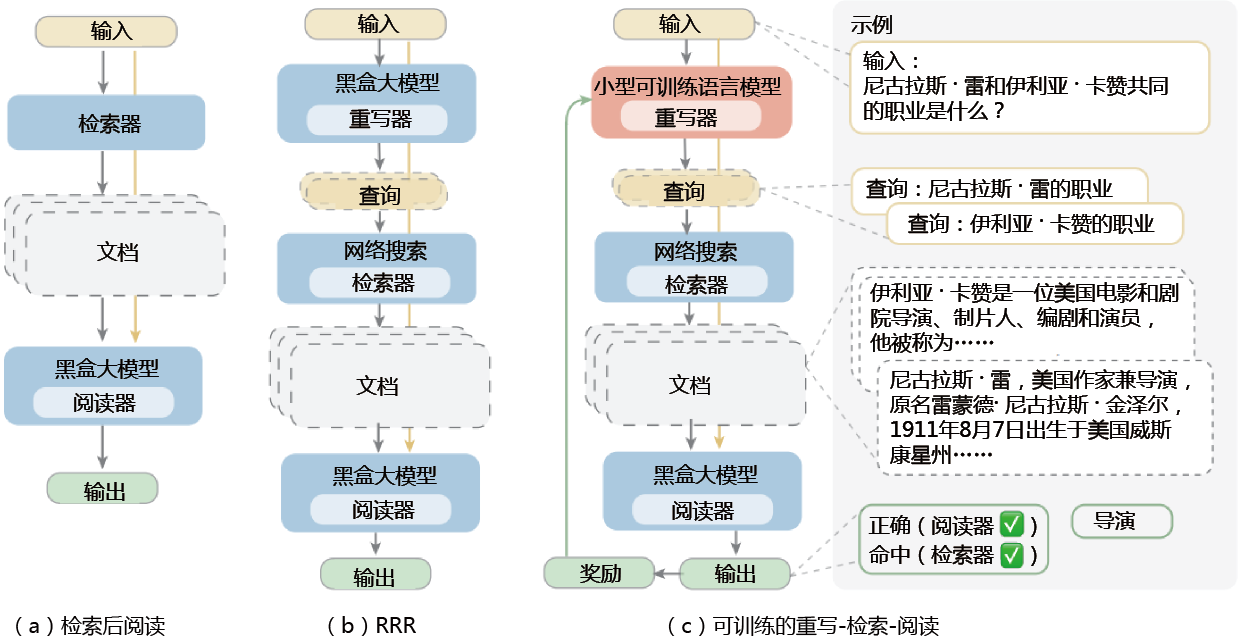 输入
检索器
文档
黑盒大模型
阅读器
输出
(a)检索后阅读
输入
黑盒大模型
重写器
查询
网络搜索
检索器
文档
黑盒大模型
阅读器
输出
(b)RRR
输入
小型可训练语言模型
重写器
查询
网络搜索
检索器
文档
黑盒大模型
阅读器
奖励
输出
(c)可训练的重写-检索-阅读
示例
输入：
尼古拉斯·雷和伊利亚·卡赞共同
的职业是什么？
查询：尼古拉斯·雷的职业
查询：伊利亚·卡赞的职业
伊利亚·卡赞是一位美国电影和剧
院导演、制片人、编剧和演员，
他被称为……
尼古拉斯·雷，美国作家兼导演，
原名雷蒙德·尼古拉斯·金泽尔，
1911年8月7日出生于美国威斯
康星州……
正确（阅读器 ✅ ）
命中（检索器 ✅ ）
导演